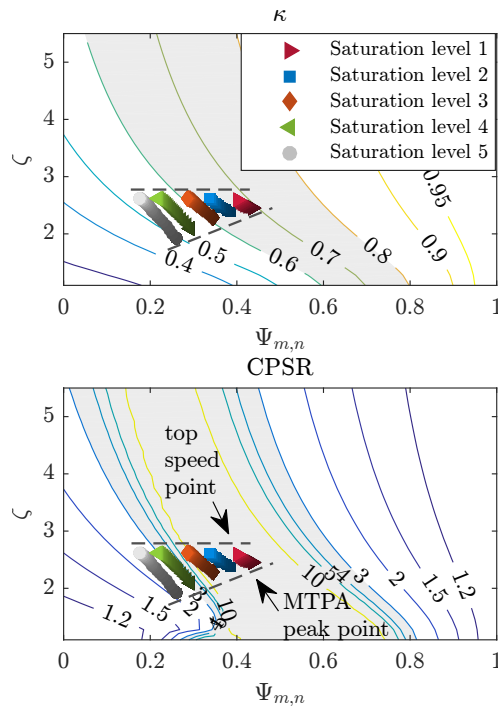 κ
5
4
3
2
ζ
Saturation level 1
Saturation level 2
Saturation level 3
Saturation level 4
Saturation level 5
0.4
0.5
0.6
0.7
0.8
0.9
0.95
0
0.2
0.4
0.6
0.8
1
Ψm,n
CPSR
5
4
3
2
ζ
top
speed
point
MTPA
peak point
1.2
1.5
2
3
10
10
5
4
3
2
1.5
1.2
0
0.2
0.4
0.6
0.8
1
Ψm,n